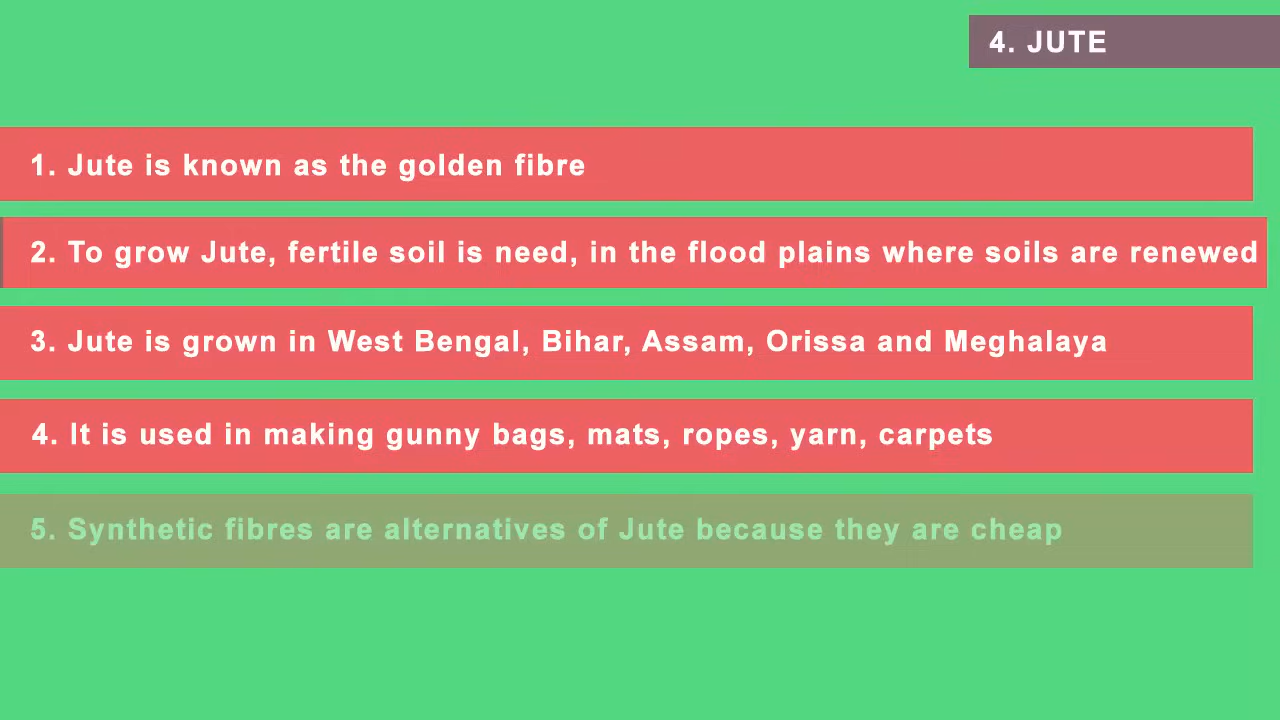 4. JUTE
1. Jute is known as the golden fibre
2. To grow Jute, fertile soil is need, in the flood plains where soils are renewed
3. Jute is grown in West Bengal, Bihar, Assam, Orissa and Meghalaya
4. It is used in making gunny bags, mats, ropes, yarn, carpets
5. Synthetic fibres are alternatives of Jute because they are cheap